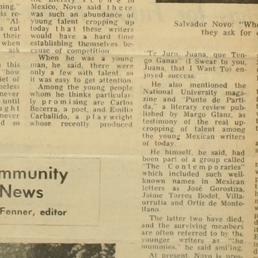 Mexico, Novo said there
was such an abundance of
young talent cropping up
today that these writers
would have a hard time
establishing themselves be-
cause of competition.
When he was a young
man, he said, there were
only a few with talent, so
it was easy to get attention.
Among the young people
whom he thinks particular-
ly promising are Carlos
Becerra, a poet, and Emilio
Carballido, a playwright
whose recently produced
mmunity
News
Fenner, editor
Salvador Novo: "Wh
they ask for
Te Juro, Juana, que Ten-
go Ganas" (I Swear to you,
Juana, that I Want To) en-
joyed success.
He also mentioned the
National University maga-
zine and "Punto de Parti-
da," a literary review pub-
lished by Margo Glanz, as
testimony of the real up-
cropping of talent among
the young Mexican writers
of today.
He himself, he said, had
been part of a group called
"The Contemporaries"
which included such well-
known names in Mexican
letters as José Gorostiza,
Jaime Torres Bodet, Villa-
urrutia and Ortiz de Monte-
llano.
The latter two have died,
and the surviving members
are often referred to by the
younger writers as "the
mummies," he said smiling.
At present, Novo is pres-